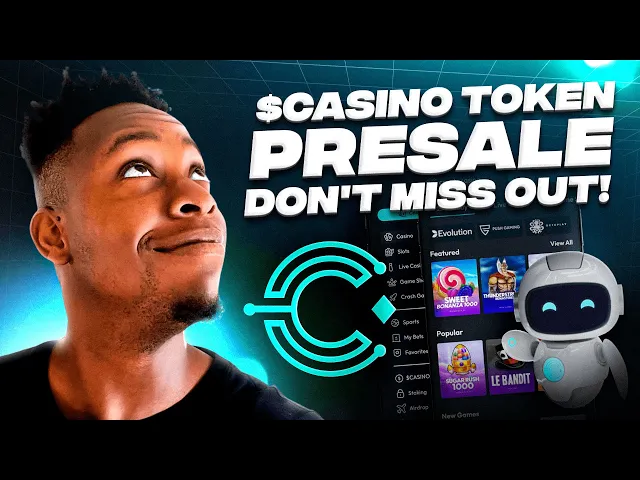 $CASINO TOKEN
PRESALE
DON'T MISS OUT!
Casino
Slots
Live Casi
Game Sh
Crash Ga
Sports
My Bets
Favorites
$CASINO
Staking
Airdrop
Evolution
PUSH GAMING
View All
Featured
SWEET
BONANZA 1000
THUNDERSTR
Popular
SUGAR RUSH
1000
LE BANDIT
New Games